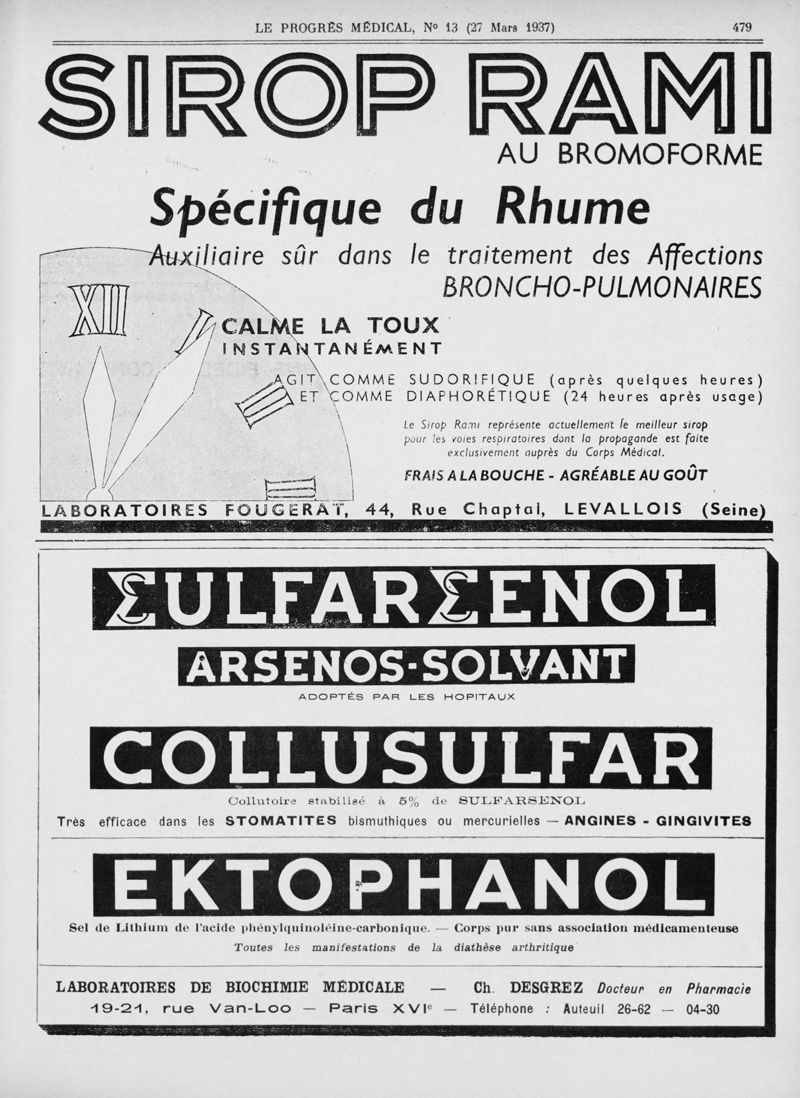 LE PROGRÈS MÉDICAL, Nº 13 (27 Mars 1937) 479
SIROP RAMI
AU BROMOFORME
Spécifique du Rhume
Auxiliaire sûr dans le traitement des Affections
BRONCHO-PULMONAIRES
XII
I
CALME LA TOUX
INSTANTANÉMENT
II
AGIT COMME SUDORIFIQUE (après quelques heures)
ET COMME DIAPHORÉTIQUE (24 heures après usage)
Le Sirop Rami représente actuellement le meilleur sirop
pour les voies respiratoires dont la propagande est faite
exclusivement auprès du Corps Médical.
FRAIS A LA BOUCHE - AGRÉABLE AU GOÛT
III
LABORATOIRES FOUGERAT, 44, Rue Chaptal, LEVALLOIS (Seine)
ΣULFARΣENOL
ARSENOS-SOLVANT
ADOPTÉS PAR LES HOPITAUX
COLLUSULFAR
Collutoire stabilisé à 5% de SULFARSENOL
Très efficace dans les STOMATITES bismuthiques ou mercurielles — ANGINES - GINGIVITES
EKTOPHANOL
Sel de Lithium de l'acide phénylquinoléine-carbonique. — Corps pur sans association médicamenteuse
Toutes les manifestations de la diathèse arthritique
LABORATOIRES DE BIOCHIMIE MÉDICALE — Ch. DESGREZ Docteur en Pharmacie
19-21, rue Van-Loo — Paris XVIe — Téléphone : Auteuil 26-62 — 04-30